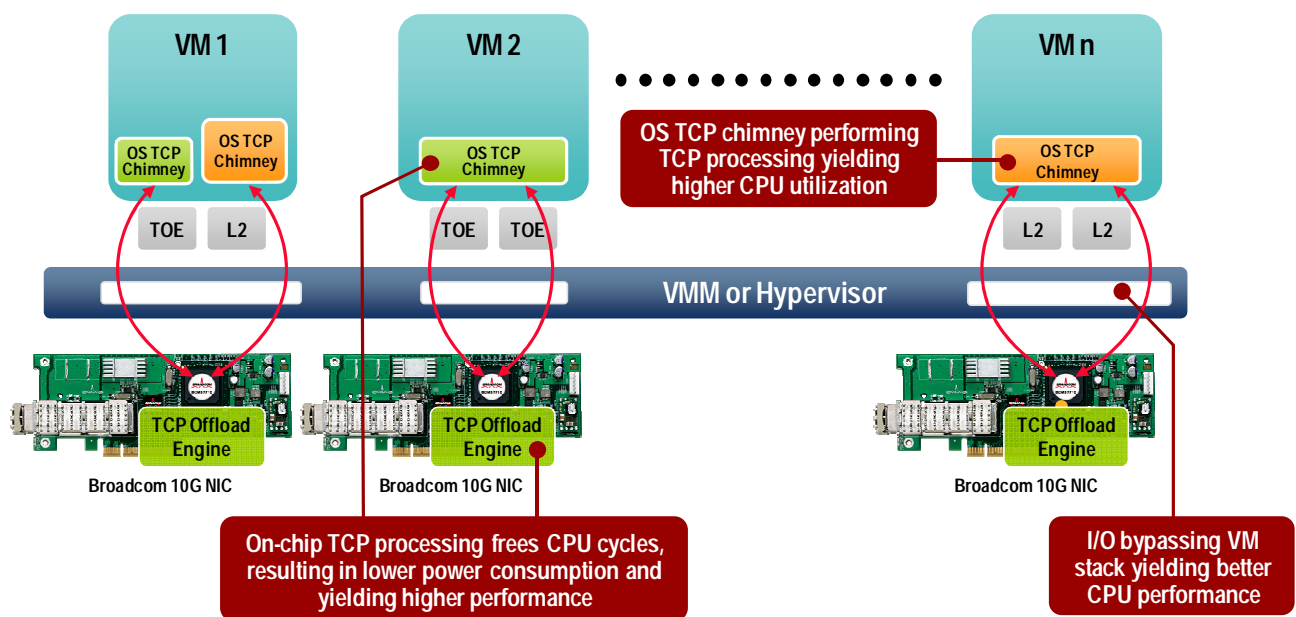 VM 1
VM 2
VM n
OS TCP
Chimney
OS TCP
Chimney
OS TCP
Chimney
OS TCP chimney performing
TCP processing yielding
higher CPU utilization
OS TCP
Chimney
TOE
L2
TOE
TOE
L2
L2
VMM or Hypervisor
TCP Offload
Engine
TCP Offload
Engine
TCP Offload
Engine
Broadcom 10G NIC
Broadcom 10G NIC
Broadcom 10G NIC
On-chip TCP processing frees CPU cycles,
resulting in lower power consumption and
yielding higher performance
I/O bypassing VM
stack yielding better
CPU performance